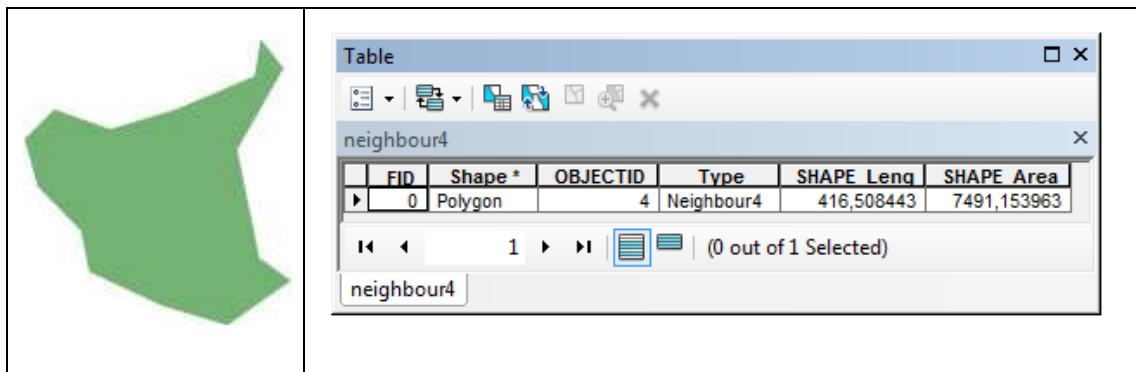 Table
neighbour4
FID Shape * OBJECTID Type SHAPE_Leng SHAPE_Area
0 Polygon 4 Neighbour4 416,508443 7491,153963
1 (0 out of 1 Selected)
neighbour4